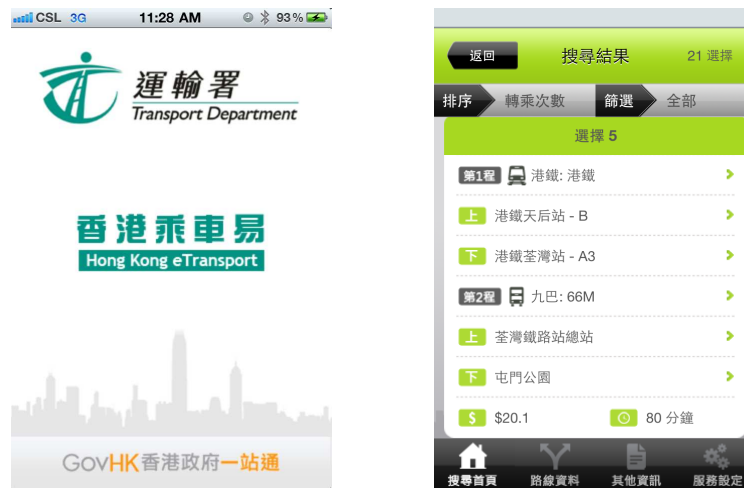 CSL 3G 11:28 AM 93%
運輸署
Transport Department
香港乘車易
Hong Kong eTransport
GovHK香港政府一站通
返回 搜尋結果 21 選擇
排序 轉乘次數 篩選 全部
選擇 5
第1程 港鐵: 港鐵
上 港鐵天后站 - B
下 港鐵荃灣站 - A3
第2程 九巴: 66M
上 荃灣鐵路站總站
下 屯門公園
$ $20.1 80 分鐘
搜尋首頁 路線資料 其他資訊 服務設定